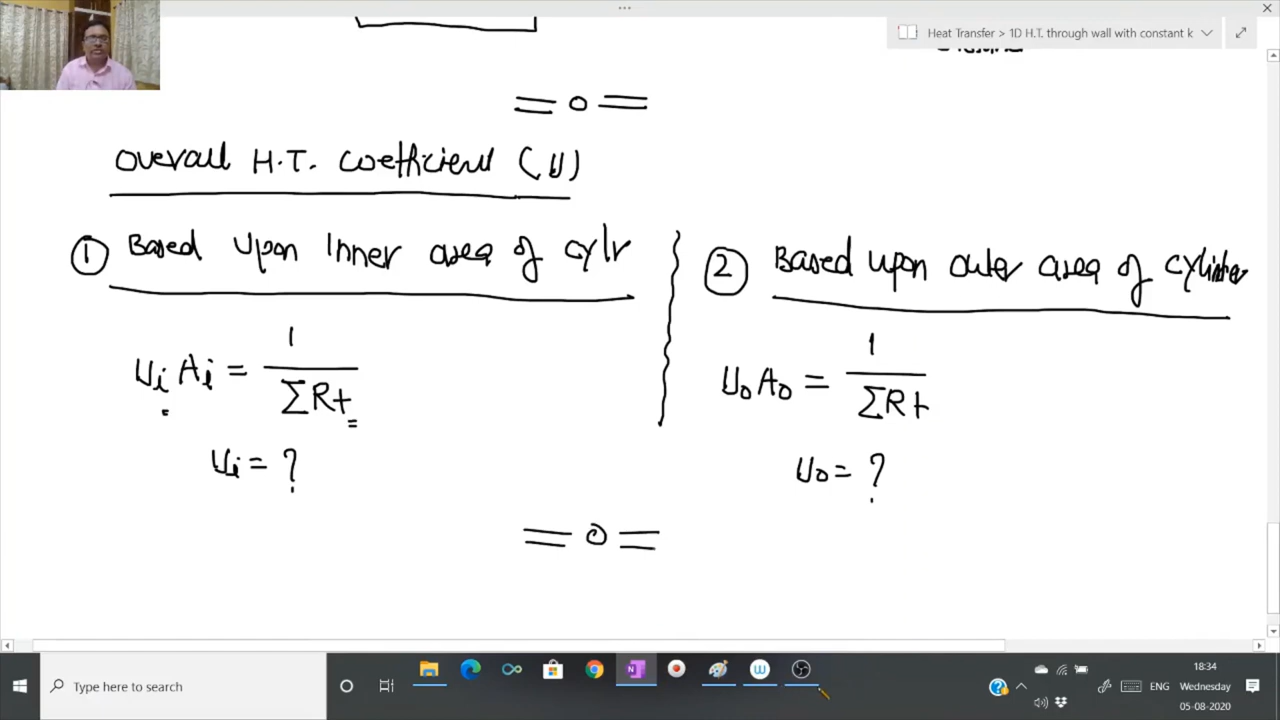 Heat Transfer > 1D H.T. through wall with constant k
= 0 =
Overall H.T. Coefficient (U)
① Based Upon Inner area of cylr
② Based upon outer area of cylinder
UiAi = 1 / ΣRt
Ui = ?
UoAo = 1 / ΣRt
Uo = ?
= 0 =
Type here to search
ENG
18:34
Wednesday
05-08-2020